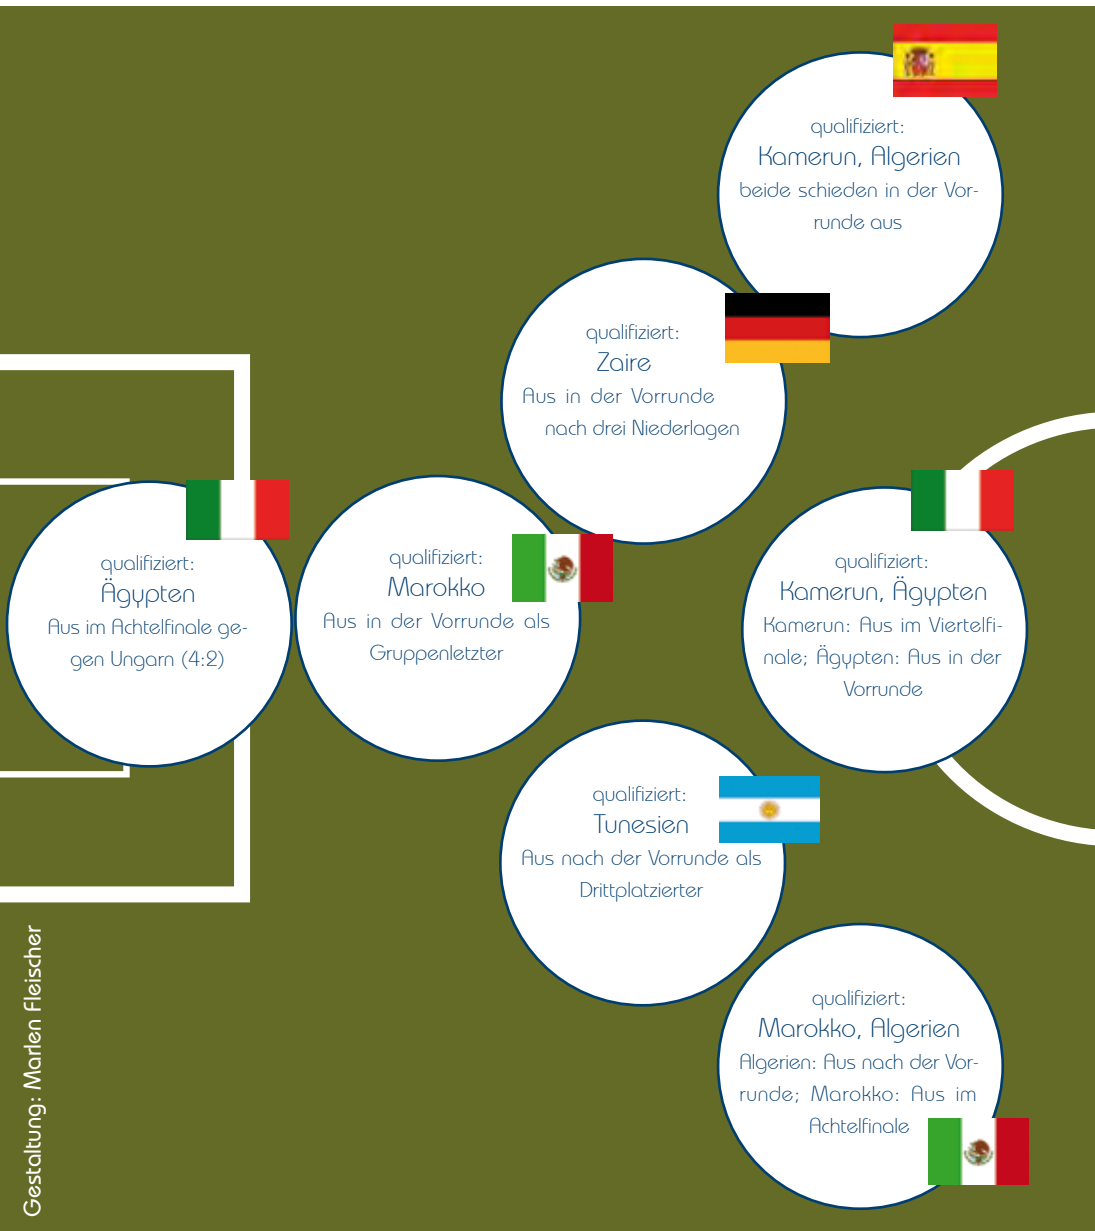 qualifiziert:
Kamerun, Algerien
beide schieden in der Vor-
runde aus
qualifiziert:
Zaire
Aus in der Vorrunde
nach drei Niederlagen
qualifiziert:
Ägypten
Aus im Achtelfinale ge-
gen Ungarn (4:2)
qualifiziert:
Marokko
Aus in der Vorrunde als
Gruppenletzter
qualifiziert:
Kamerun, Ägypten
Kamerun: Aus im Viertelfi-
nale; Ägypten: Aus in der
Vorrunde
qualifiziert:
Tunesien
Aus nach der Vorrunde als
Drittplatzierter
qualifiziert:
Marokko, Algerien
Algerien: Aus nach der Vor-
runde; Marokko: Aus im
Achtelfinale
Gestaltung: Marlen Fleischer